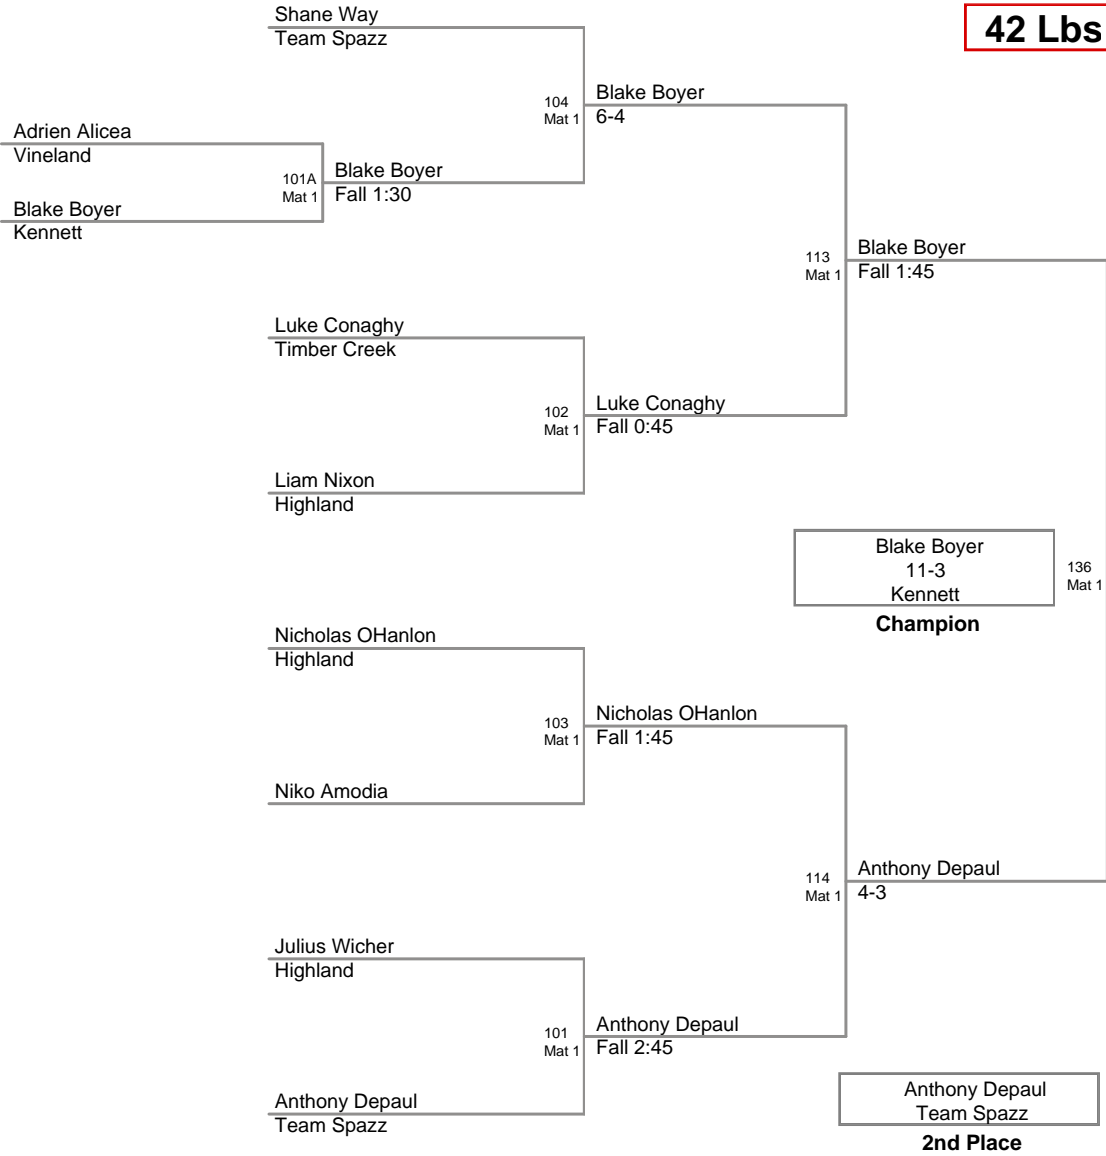 Shane Way
Team Spazz
42 Lbs
104
Mat 1
Blake Boyer
6-4
Adrien Alicea
Vineland
101A
Mat 1
Blake Boyer
Fall 1:30
Blake Boyer
Kennett
113
Mat 1
Blake Boyer
Fall 1:45
Luke Conaghy
Timber Creek
102
Mat 1
Luke Conaghy
Fall 0:45
Liam Nixon
Highland
Blake Boyer
11-3
Kennett
Champion
136
Mat 1
Nicholas OHanlon
Highland
103
Mat 1
Nicholas OHanlon
Fall 1:45
Niko Amodia
114
Mat 1
Anthony Depaul
4-3
Julius Wicher
Highland
101
Mat 1
Anthony Depaul
Fall 2:45
Anthony Depaul
Team Spazz
Anthony Depaul
Team Spazz
2nd Place